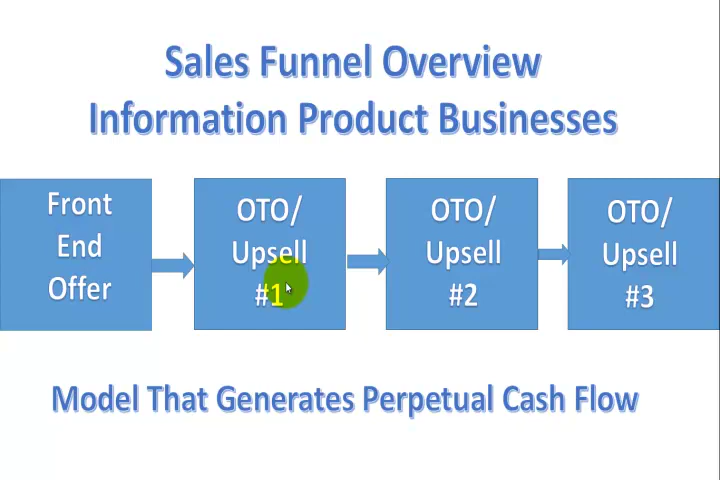 Sales Funnel Overview
Information Product Businesses
Front
End
Offer
OTO/
Upsell
#1
OTO/
Upsell
#2
OTO/
Upsell
#3
Model That Generates Perpetual Cash Flow